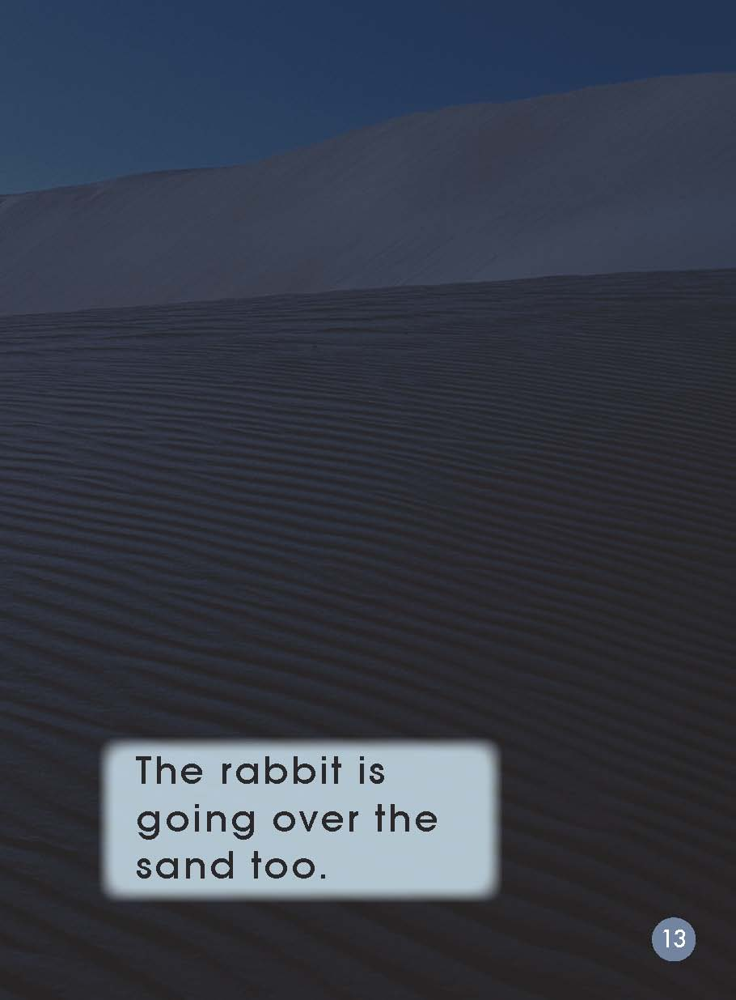 The rabbit is
going over the
sand too.
13